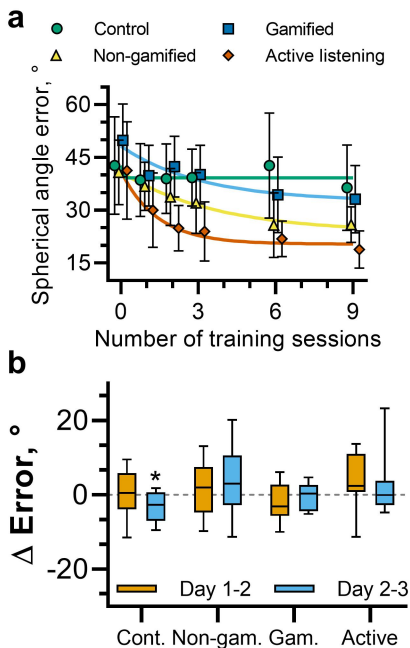 a
Control Gamified
Non-gamified Active listening
Spherical angle error, °
60
45
30
15
0 3 6 9
Number of training sessions
b
Δ Error, °
20
0
-20
*
Day 1-2 Day 2-3
Cont. Non-gam. Gam. Active